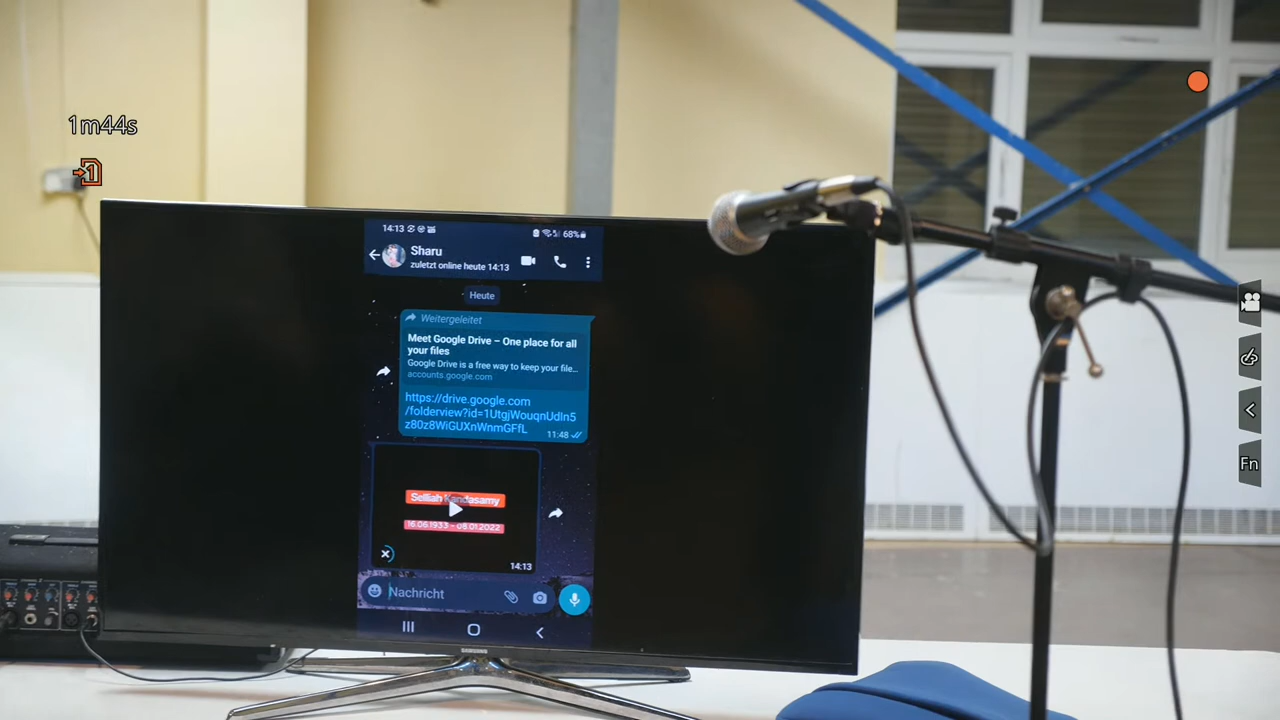 1m44s
1
14:13
68%
Sharu
zuletzt online heute 14:13
Heute
Weitergeleitet
Meet Google Drive – One place for all
your files
Google Drive is a free way to keep your file...
accounts.google.com
https://drive.google.com
/folderview?id=1UtgjWouqnUdIn5
z80z8WiGUXnWnmGFfL
11:48
Selliah Kandasamy
16.06.1933 - 08.01.2022
14:13
Nachricht
SAMSUNG
Fn